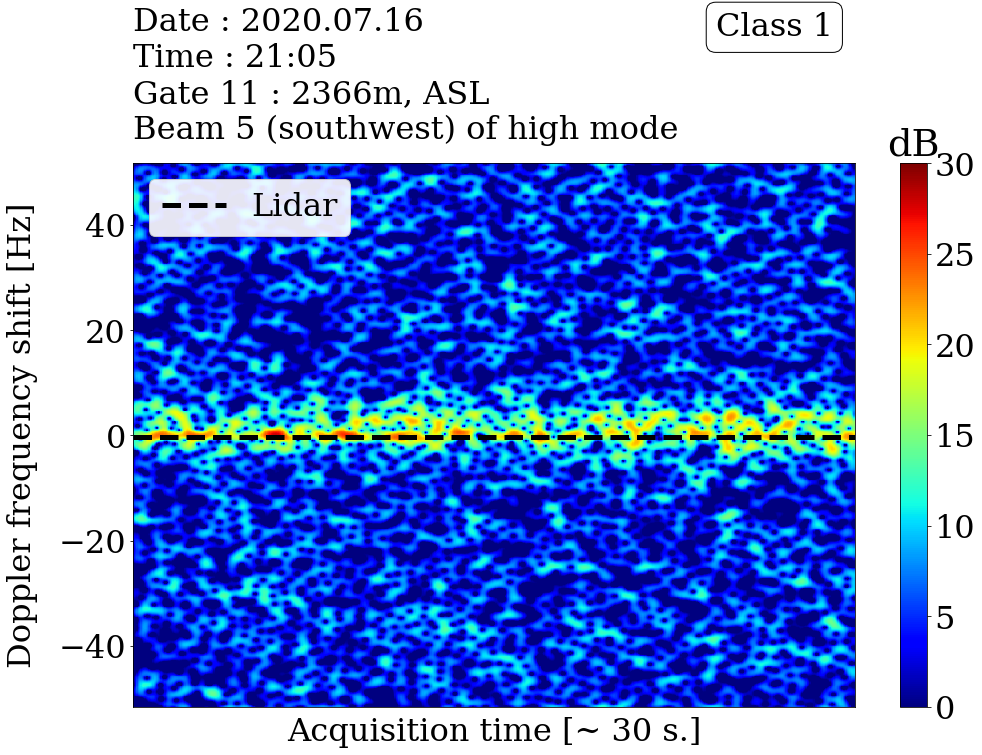 Date : 2020.07.16
Time : 21:05
Gate 11 : 2366m, ASL
Beam 5 (southwest) of high mode
Class 1
dB
Lidar
Doppler frequency shift [Hz]
40
20
0
−20
−40
30
25
20
15
10
5
0
Acquisition time [~ 30 s.]